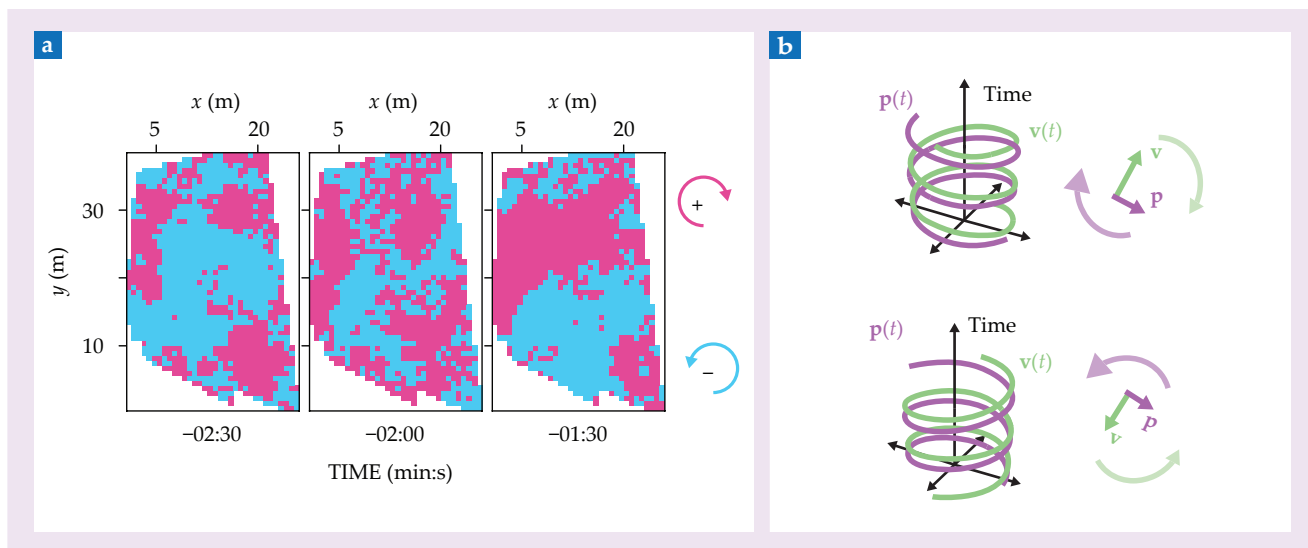 a
x (m) x (m) x (m)
5 20 5 20 5 20
30
y (m)
10
+
−
−02:30 −02:00 −01:30
TIME (min:s)
b
p(t)
Time
v(t)
v
p
p(t)
Time
v(t)
v
p